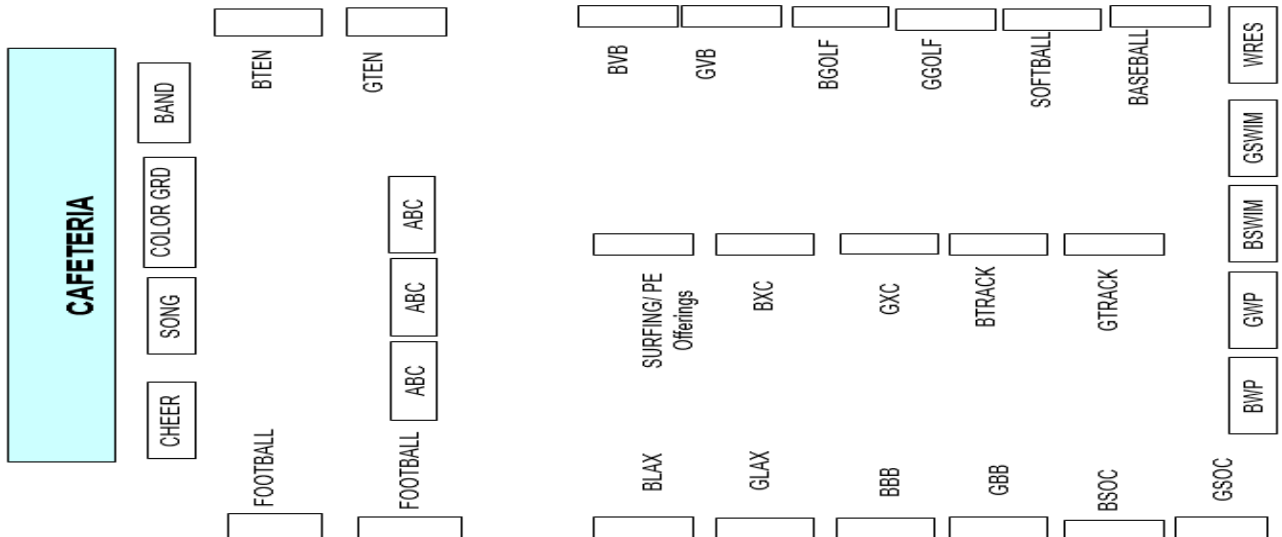 CAFETERIA
BAND
COLOR GRD
SONG
CHEER
BTEN
GTEN
ABC
ABC
ABC
FOOTBALL
FOOTBALL
BVB
GVB
BGOLF
GGOLF
SOFTBALL
BASEBALL
WRES
GSWIM
BSWIM
GWP
BWP
SURFING/ PE
Offerings
BXC
GXC
BTRACK
GTRACK
BLAX
GLAX
BBB
GBB
BSOC
GSOC